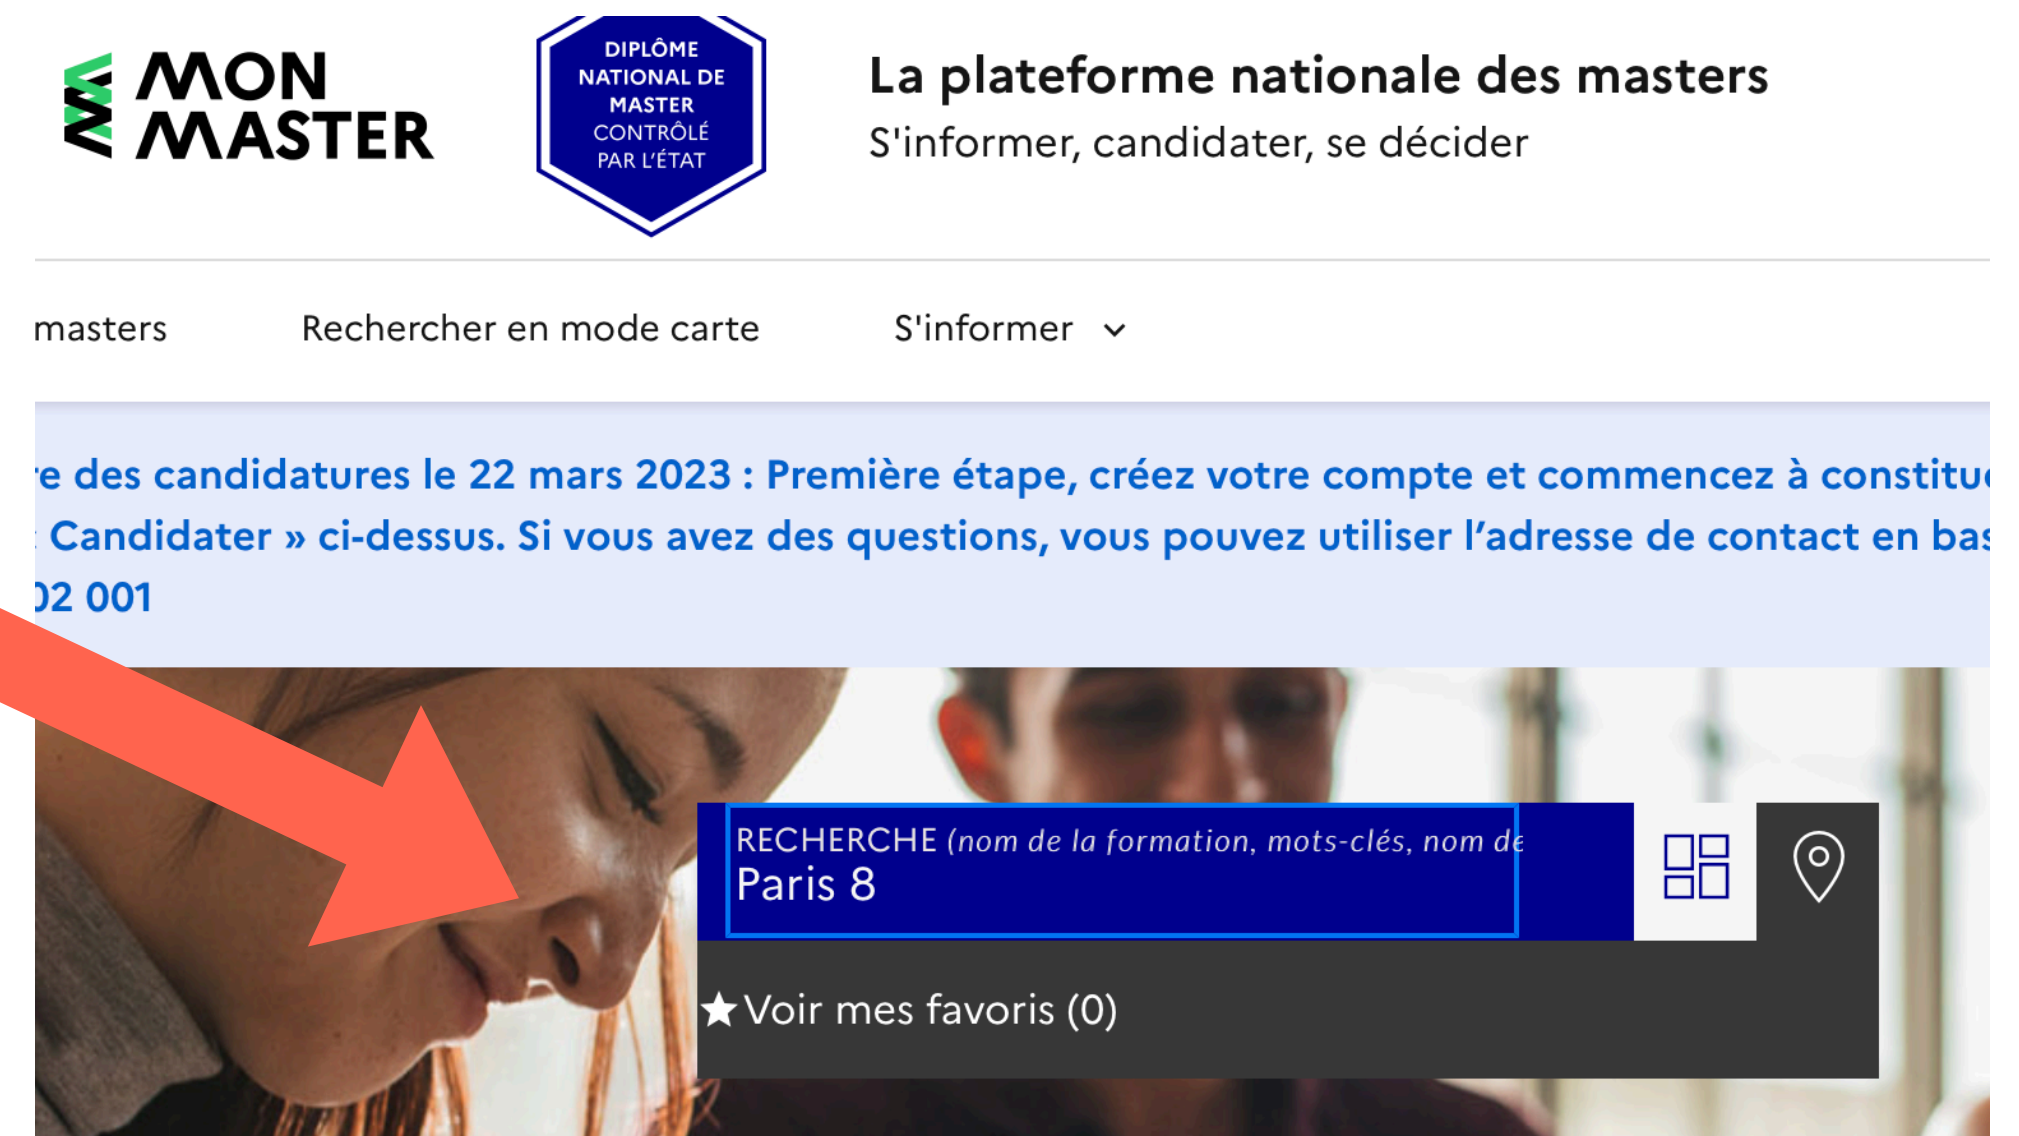 MON
MASTER
DIPLÔME
NATIONAL DE
MASTER
CONTRÔLÉ
PAR L'ÉTAT
La plateforme nationale des masters
S'informer, candidater, se décider
masters
Rechercher en mode carte
S'informer
e des candidatures le 22 mars 2023 : Première étape, créez votre compte et commencez à constitu
Candidater » ci-dessus. Si vous avez des questions, vous pouvez utiliser l’adresse de contact en bas
02 001
RECHERCHE (nom de la formation, mots-clés, nom de
Paris 8
Voir mes favoris (0)